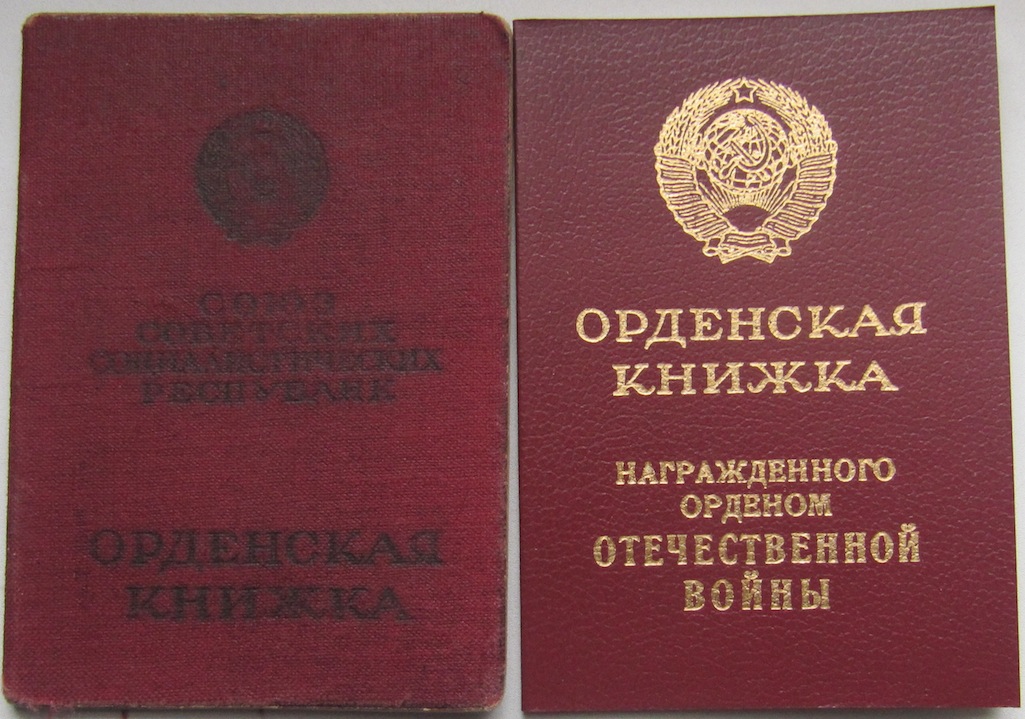 СОЮЗ
СОВЕТСКИХ
СОЦИАЛИСТИЧЕСКИХ
РЕСПУБЛИК
ОРДЕНСКАЯ
КНИЖКА
ОРДЕНСКАЯ
КНИЖКА
НАГРАЖДЕННОГО
ОРДЕНОМ
ОТЕЧЕСТВЕННОЙ
ВОЙНЫ